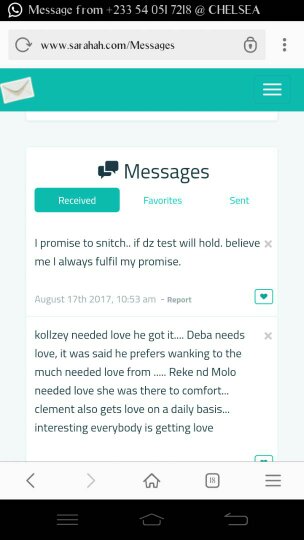 Message from +233 54 051 7218 @ CHELSEA
www.sarahah.com/Messages
Messages
Received Favorites Sent
I promise to snitch.. if dz test will hold. believe
me I always fulfil my promise.
August 17th 2017, 10:53 am - Report
kollzey needed love he got it.... Deba needs
love, it was said he prefers wanking to the
much needed love from ..... Reke nd Molo
needed love she was there to comfort...
clement also gets love on a daily basis...
interesting everybody is getting love
18